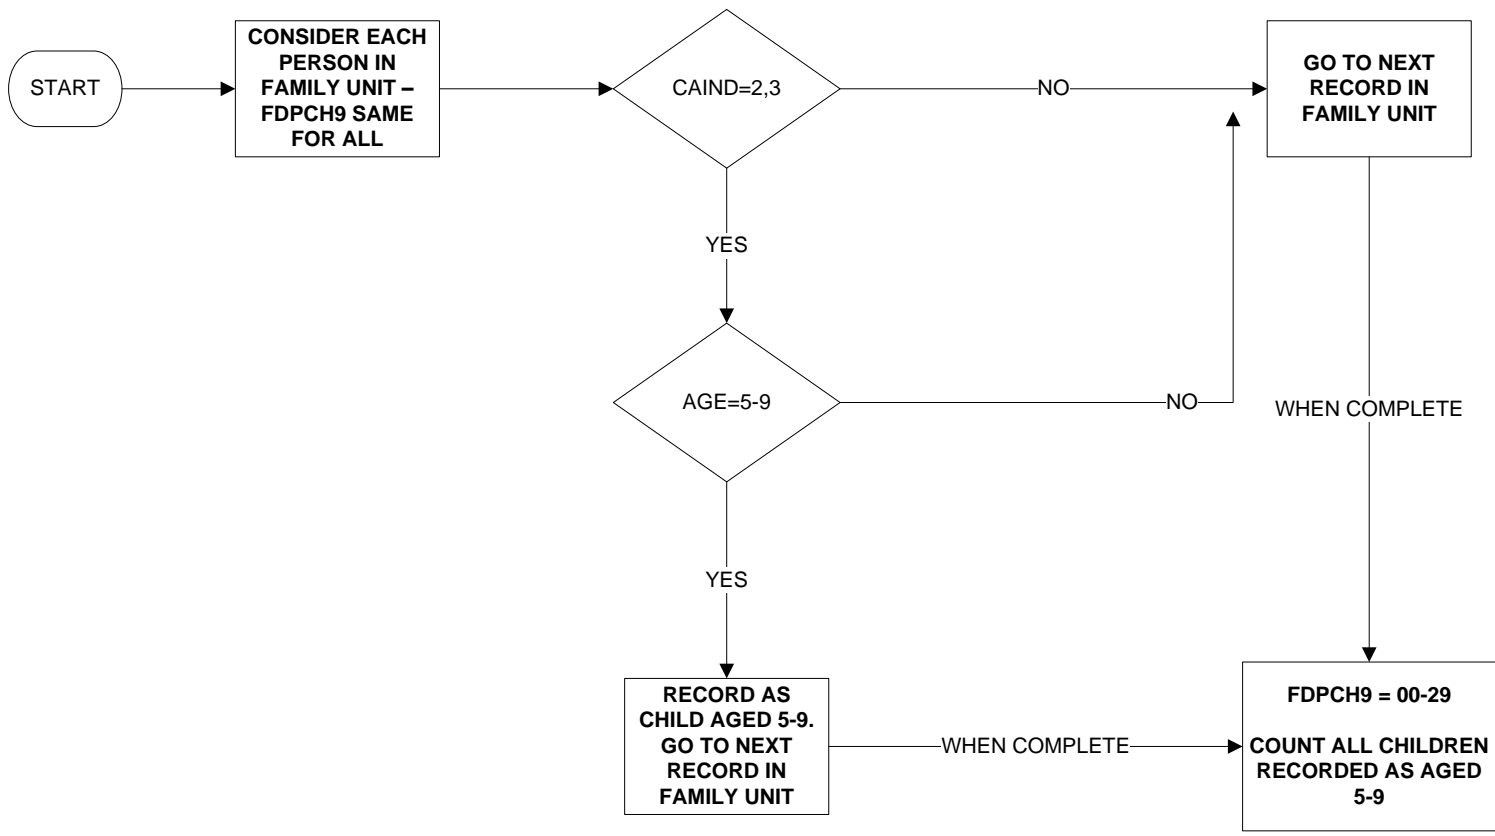 START
CONSIDER EACH
PERSON IN
FAMILY UNIT –
FDPCH9 SAME
FOR ALL
CAIND=2,3
NO
GO TO NEXT
RECORD IN
FAMILY UNIT
YES
AGE=5-9
NO
WHEN COMPLETE
YES
RECORD AS
CHILD AGED 5-9.
GO TO NEXT
RECORD IN
FAMILY UNIT
WHEN COMPLETE
FDPCH9 = 00-29
COUNT ALL CHILDREN
RECORDED AS AGED
5-9